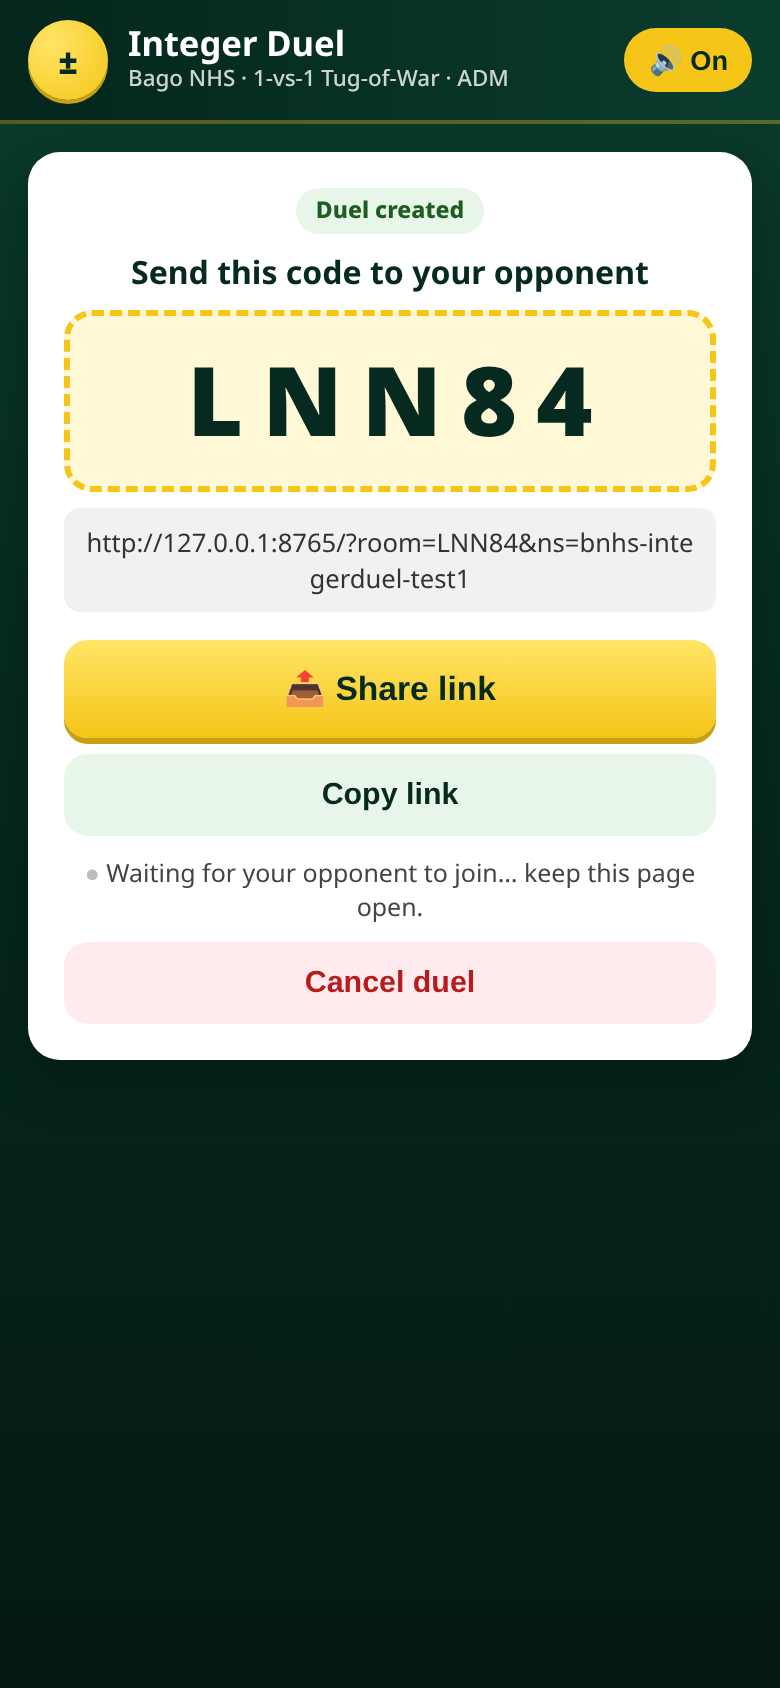 ±
Integer Duel
Bago NHS · 1-vs-1 Tug-of-War · ADM
🔊 On
Duel created
Send this code to your opponent
LNN84
http://127.0.0.1:8765/?room=LNN84&ns=bnhs-inte
gerduel-test1
📤 Share link
Copy link
Waiting for your opponent to join... keep this page
open.
Cancel duel